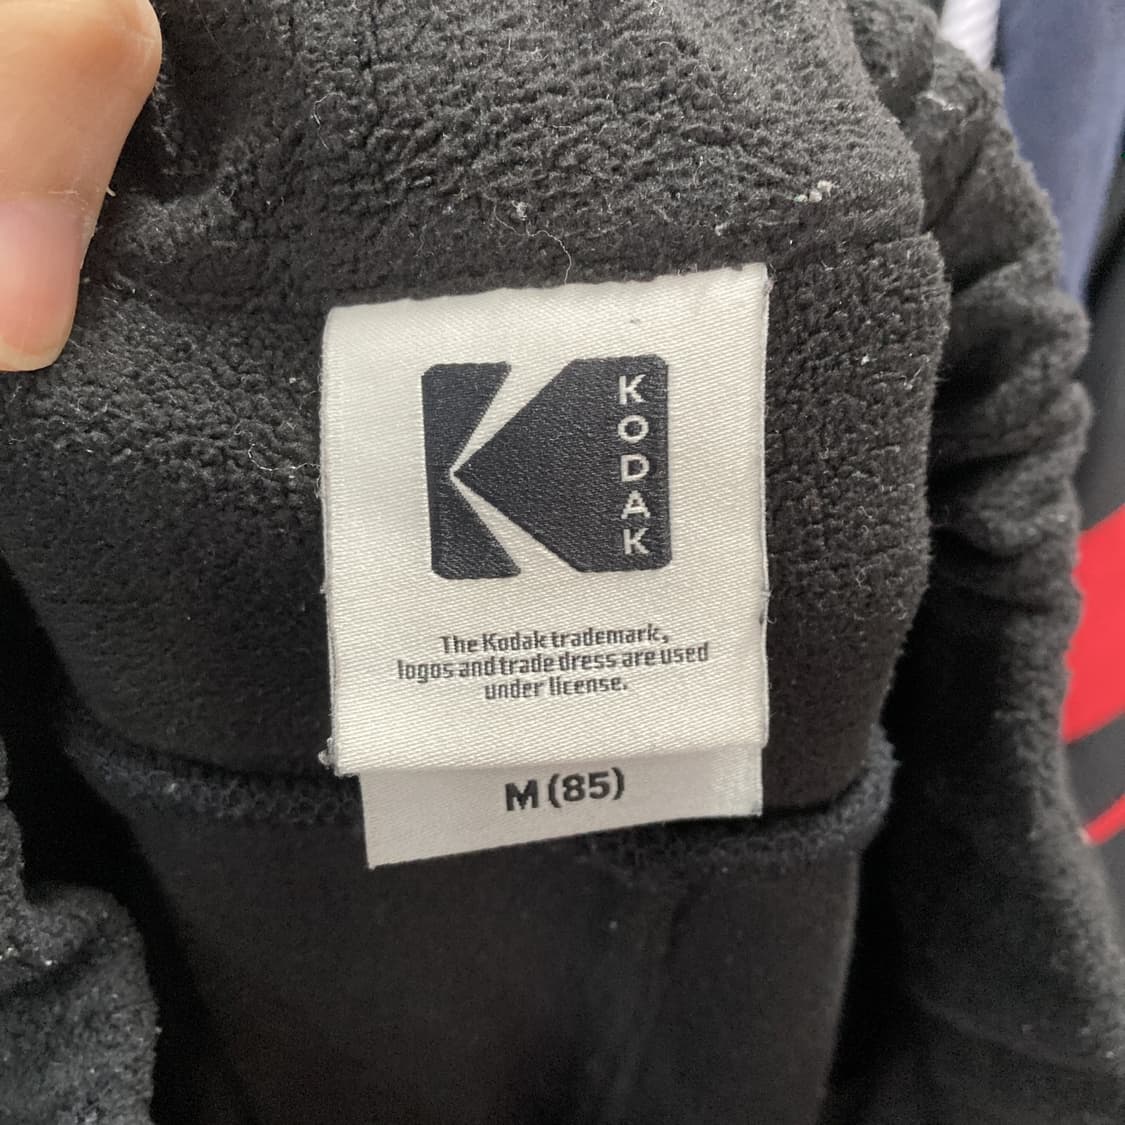 KODAK
The Kodak trademark,
logos and trade dress are used
under license.
M (85)